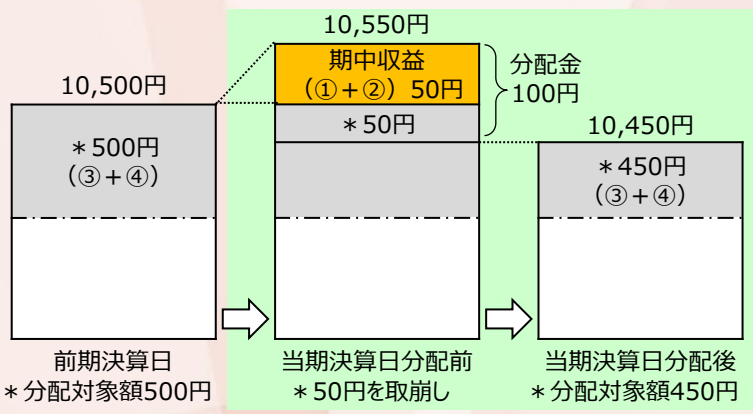 10,500円
＊500円
（③＋④）
前期決算日
＊分配対象額500円
10,550円
期中収益
（①＋②）50円
＊50円
分配金
100円
当期決算日分配前
＊50円を取崩し
10,450円
＊450円
（③＋④）
当期決算日分配後
＊分配対象額450円